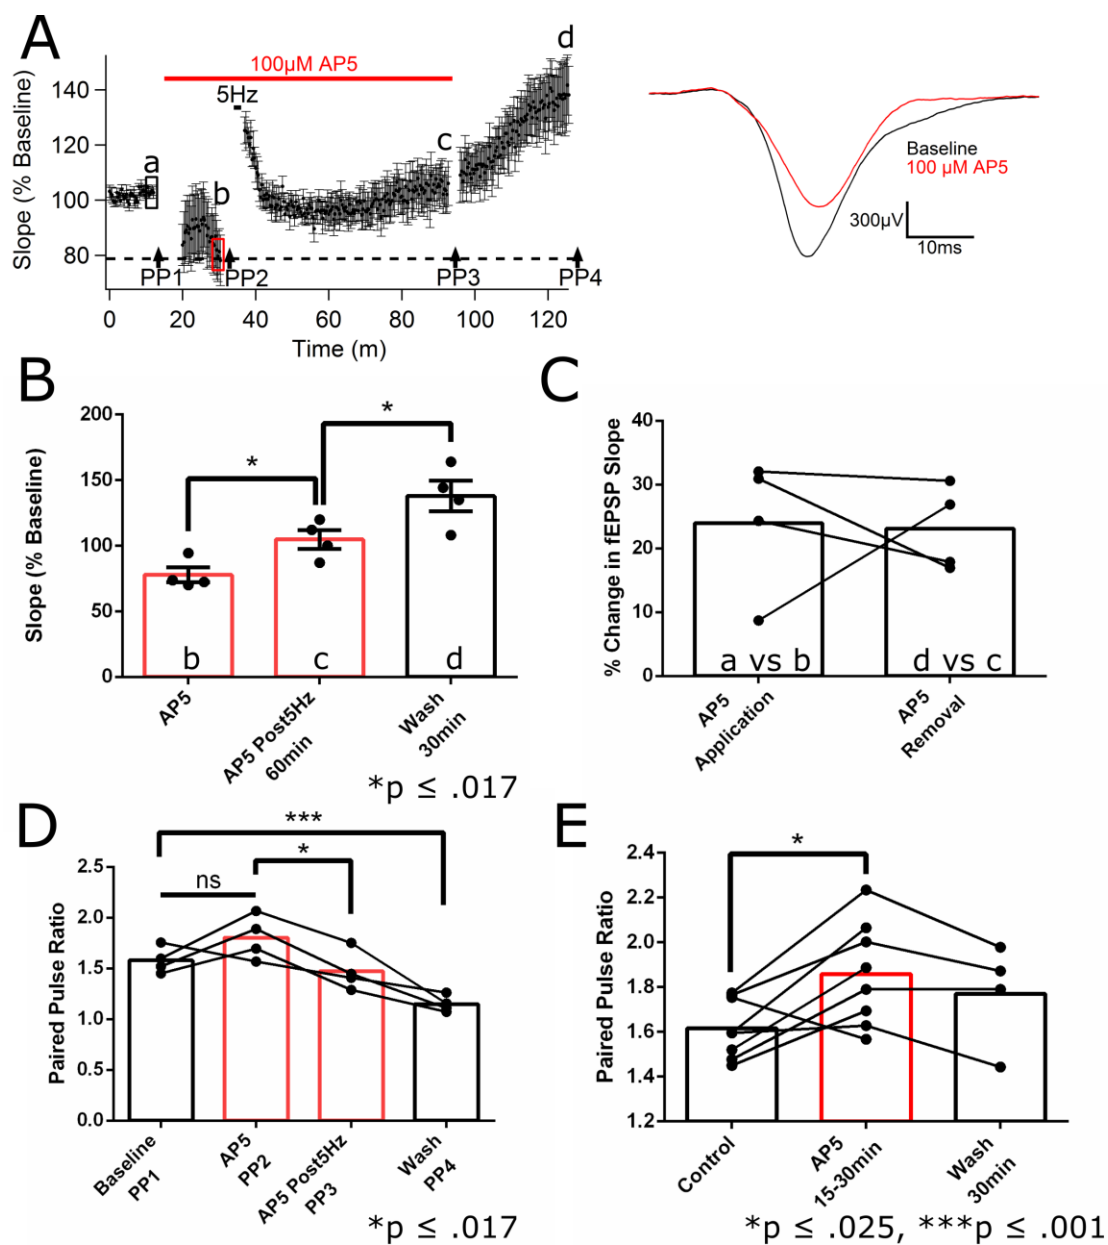 A
100µM AP5
5Hz
a
b
c
d
Slope (% Baseline)
140
120
100
80
PP1
PP2
PP3
PP4
0
20
40
60
80
100
120
Time (m)
Baseline
100 µM AP5
300µV
10ms
B
Slope (% Baseline)
200
150
100
50
0
*
*
b
c
d
AP5
AP5 Post5Hz
60min
Wash
30min
*p ≤ .017
C
% Change in fEPSP Slope
40
30
20
10
0
a vs b
d vs c
AP5
Application
AP5
Removal
D
Paired Pulse Ratio
2.5
2.0
1.5
1.0
0.5
0.0
***
*
ns
Baseline
PP1
AP5
PP2
AP5 Post5Hz
PP3
Wash
PP4
*p ≤ .017
E
Paired Pulse Ratio
2.4
2.2
2.0
1.8
1.6
1.4
1.2
*
Control
AP5
15-30min
Wash
30min
*p ≤ .025, ***p ≤ .001